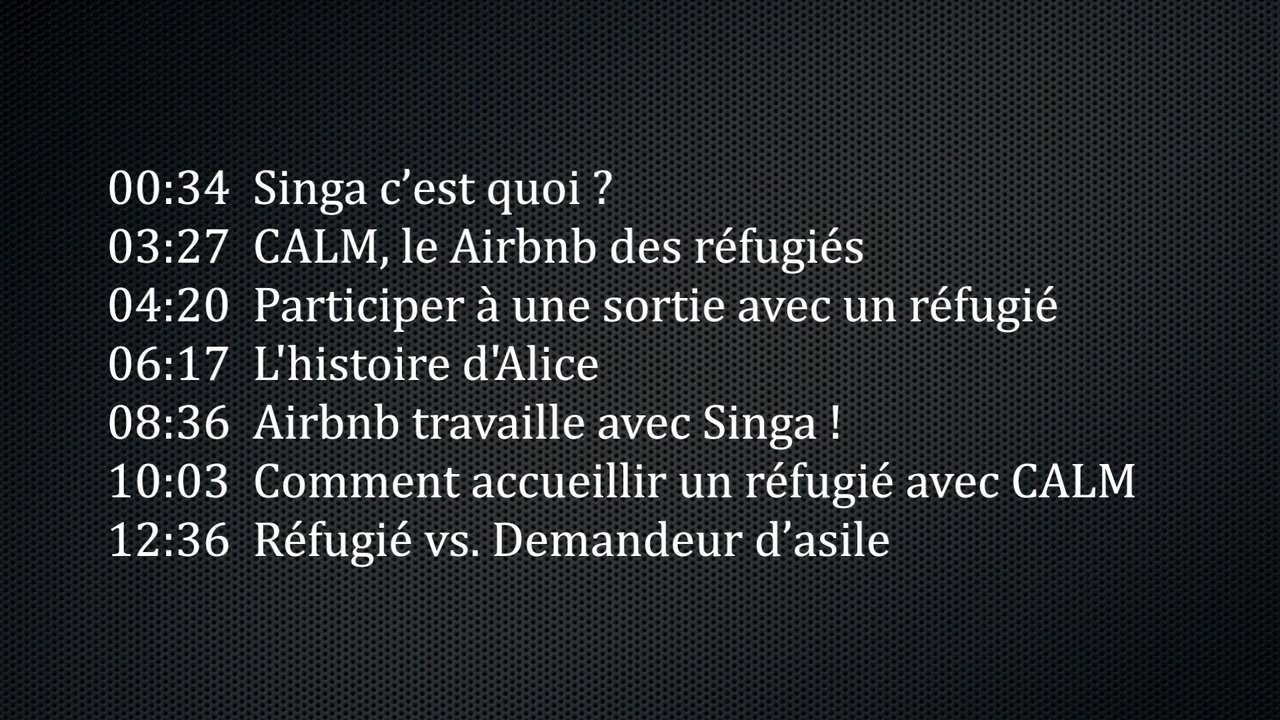 00:34 Singa c’est quoi ?
03:27 CALM, le Airbnb des réfugiés
04:20 Participer à une sortie avec un réfugié
06:17 L'histoire d'Alice
08:36 Airbnb travaille avec Singa !
10:03 Comment accueillir un réfugié avec CALM
12:36 Réfugié vs. Demandeur d’asile